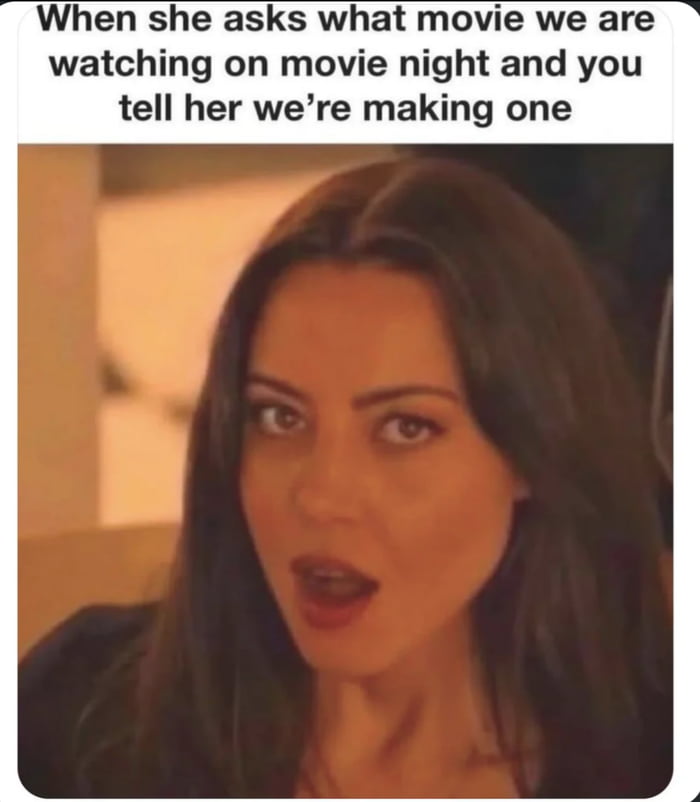 When she asks what movie we are
watching on movie night and you
tell her we’re making one